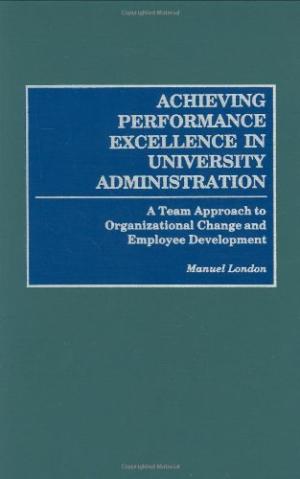 ACHIEVING
PERFORMANCE
EXCELLENCE IN
UNIVERSITY
ADMINISTRATION
A Team Approach to
Organizational Change and
Employee Development
Manuel London